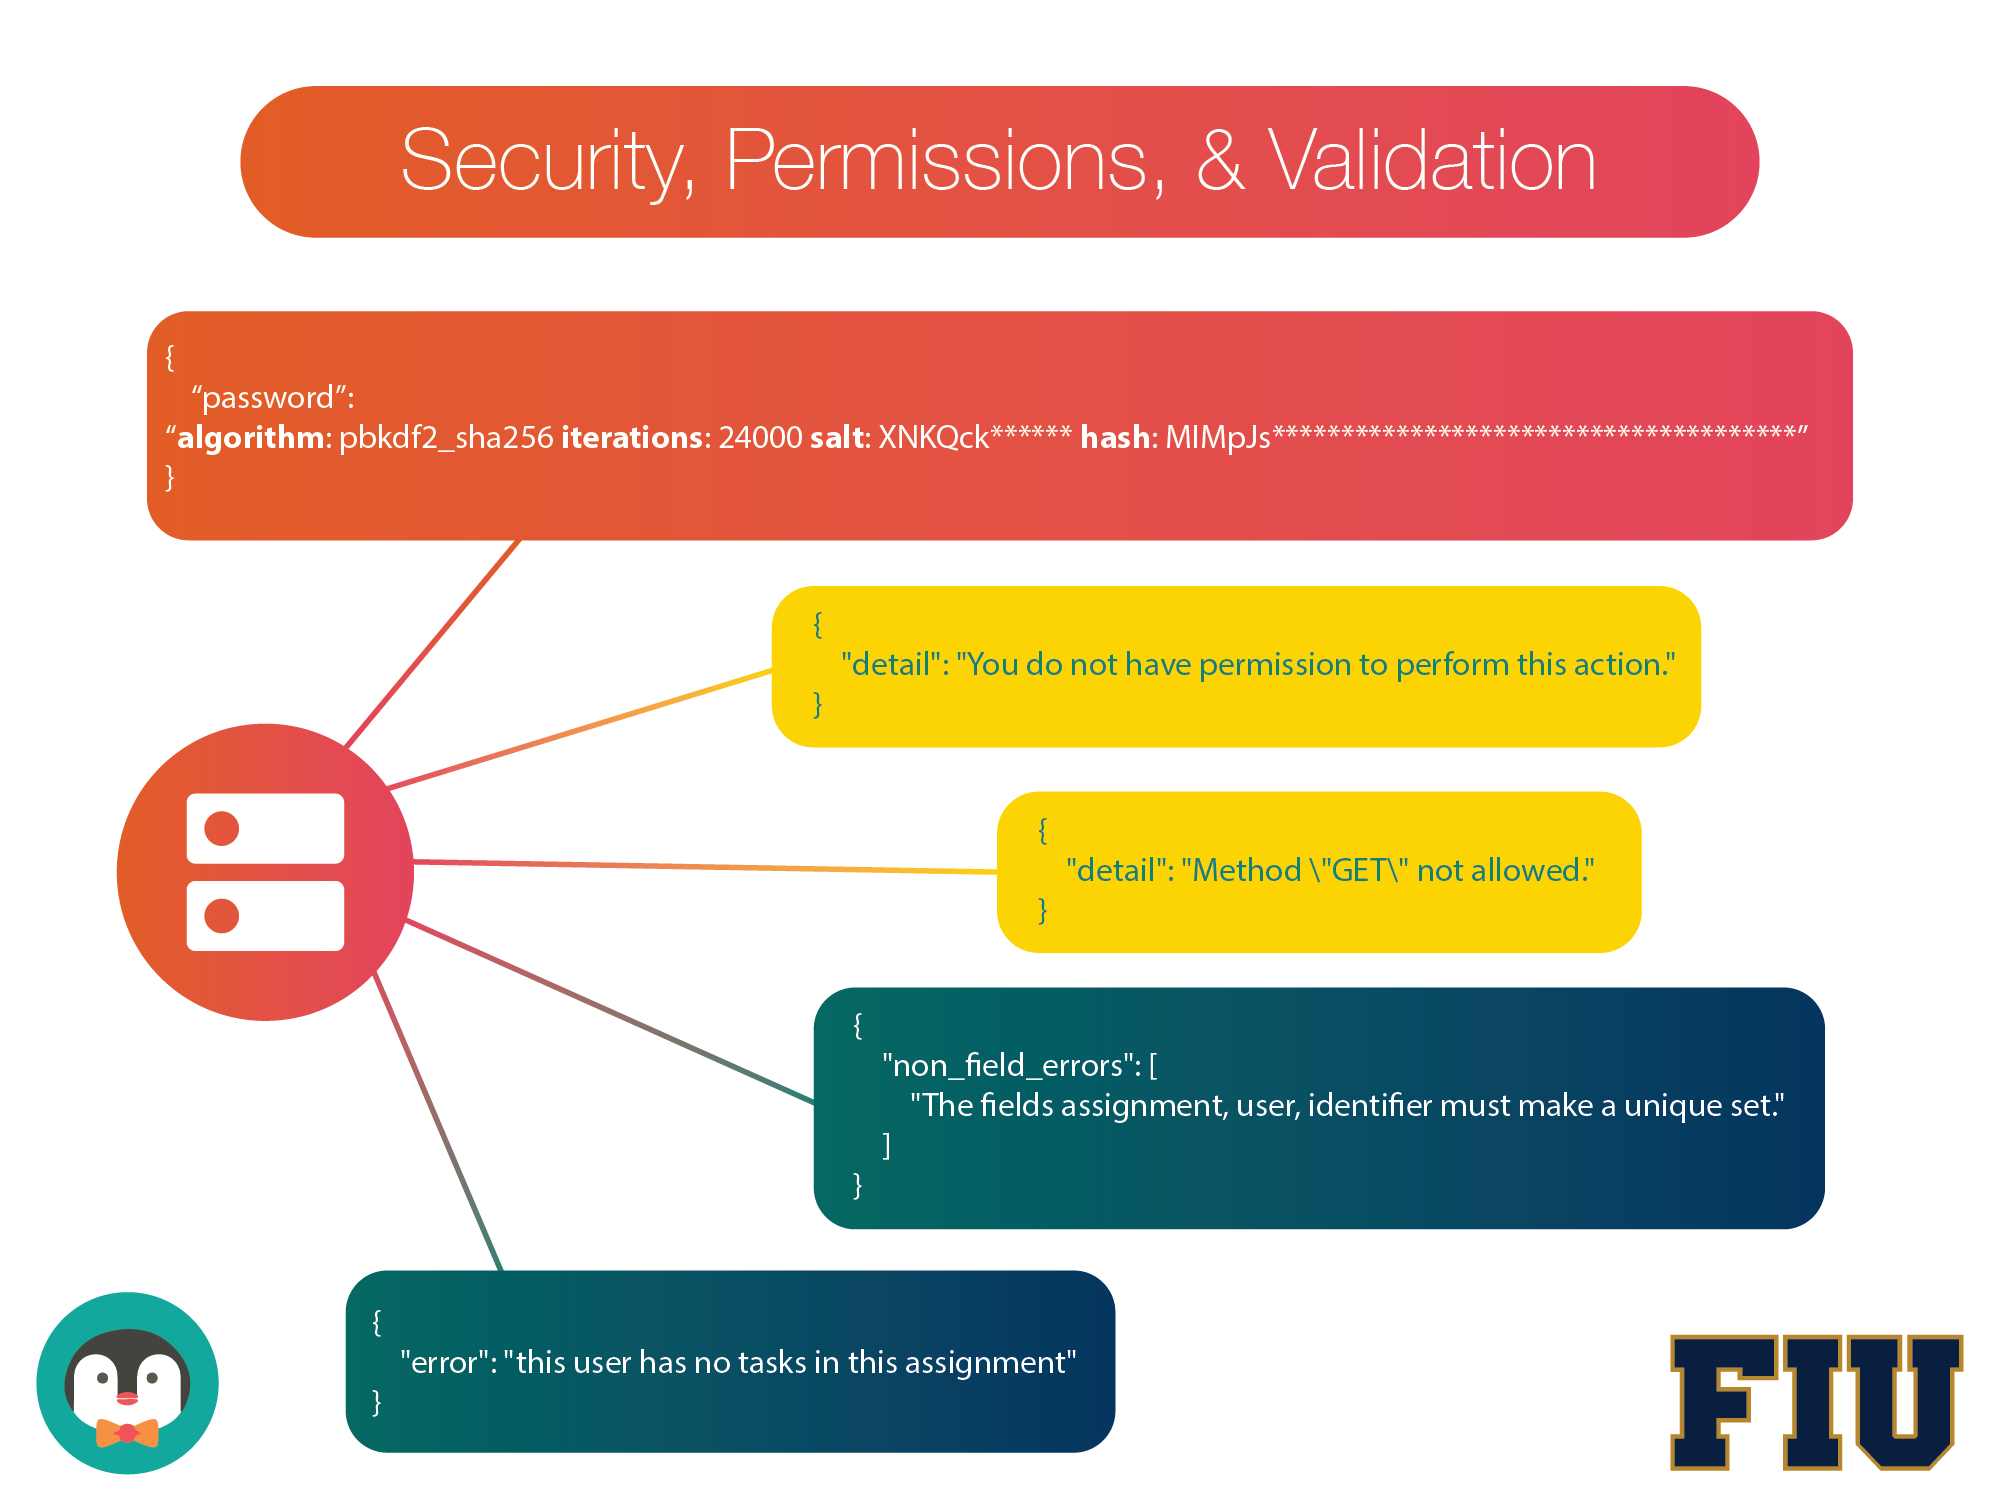 Security, Permissions, & Validation
{
“password”:
“algorithm: pbkdf2_sha256 iterations: 24000 salt: XNKQck****** hash: MIMpJs**************************************”
}
{
"detail": "You do not have permission to perform this action."
}
{
"detail": "Method \"GET\" not allowed."
}
{
"non_field_errors": [
"The fields assignment, user, identifier must make a unique set."
]
}
{
"error": "this user has no tasks in this assignment"
}
FIU